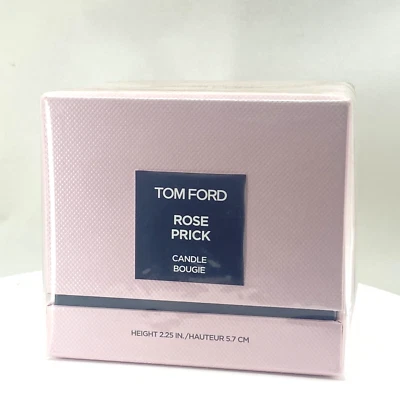 TOM FORD
ROSE
PRICK
CANDLE
BOUGIE
HEIGHT 2.25 IN./HAUTEUR 5.7 CM